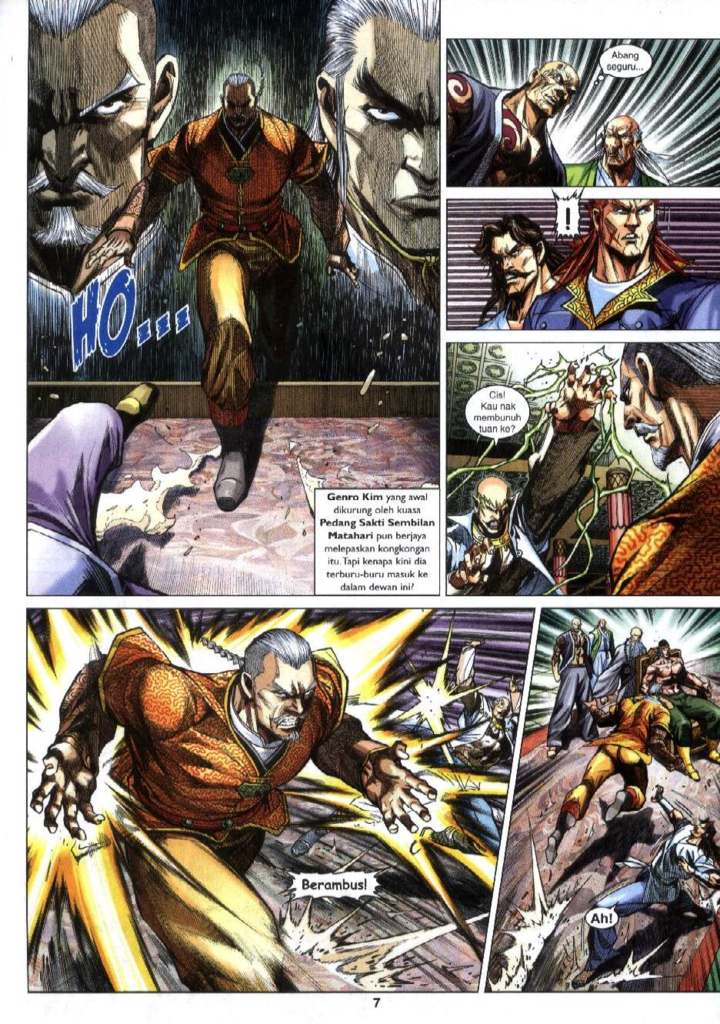 HO...
Genro Kim yang awal
dikurung oleh kuasa
Pedang Sakti Sembilan
Matahari pun berjaya
melepaskan kongkongan
itu. Tapi kenapa kini dia
terburu-buru masuk ke
dalam dewan ini?
Abang
seguru...
!
Cis!
Kau nak
membunuh
tuan ke?
Berambus!
Ah!
7